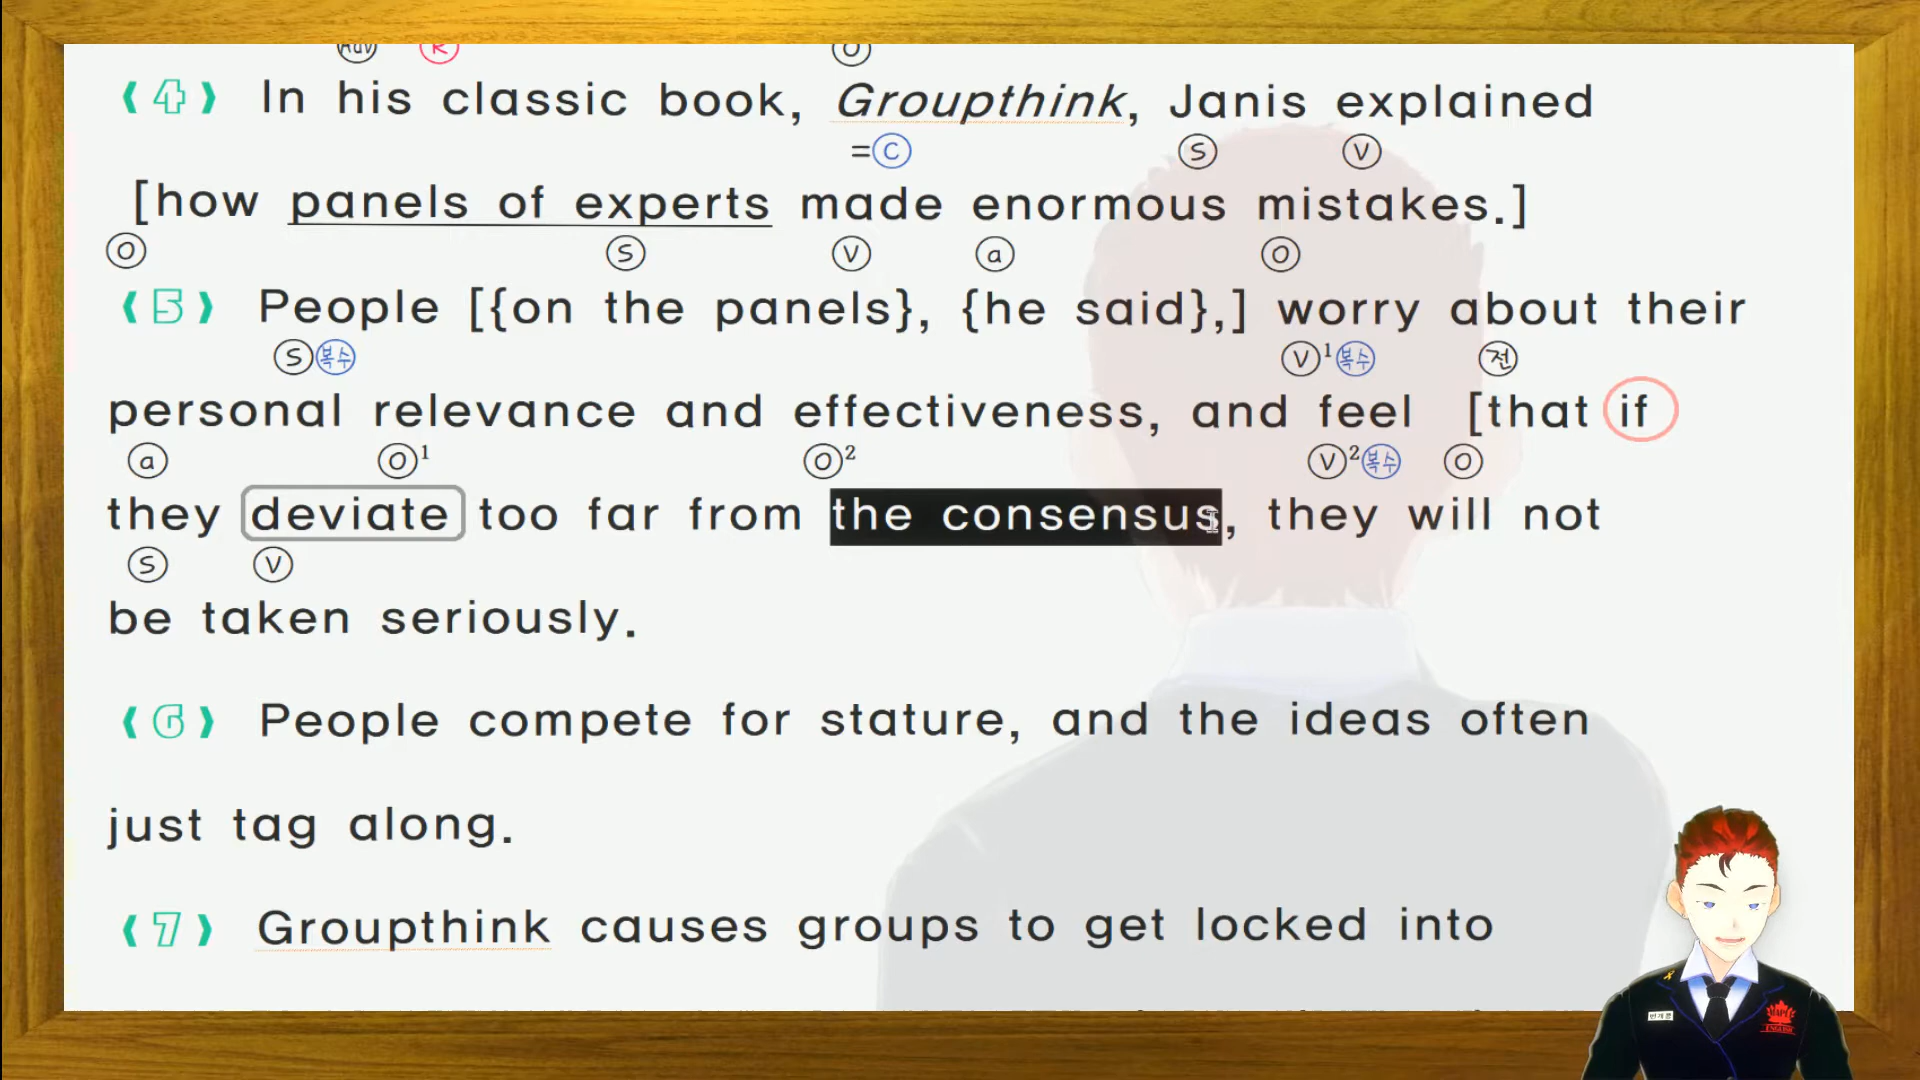 Adv R O
❨4❩ In his classic book, Groupthink, Janis explained
=C S V
[how panels of experts made enormous mistakes.]
O S V a O
❨5❩ People [{on the panels}, {he said},] worry about their
S 복수 V¹ 복수 전
personal relevance and effectiveness, and feel [that if
a O¹ O² V² 복수 O
they deviate too far from the consensus, they will not
S V
be taken seriously.
❨6❩ People compete for stature, and the ideas often
just tag along.
❨7❩ Groupthink causes groups to get locked into
ENGLISH